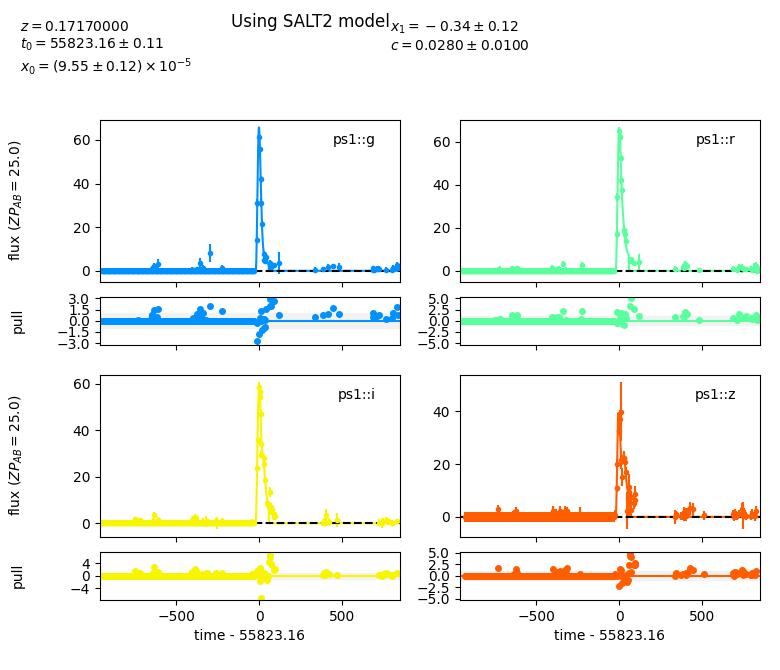 Using SALT2 model
z = 0.17170000
t₀ = 55823.16 ± 0.11
x₀ = (9.55 ± 0.12) × 10⁻⁵
x₁ = −0.34 ± 0.12
c = 0.0280 ± 0.0100
flux (ZP_AB = 25.0)
60
40
20
0
ps1::g
60
40
20
0
ps1::r
pull
3.0
1.5
0.0
−1.5
−3.0
5.0
2.5
0.0
−2.5
−5.0
flux (ZP_AB = 25.0)
60
40
20
0
ps1::i
40
20
0
ps1::z
pull
4
0
−4
5.0
2.5
0.0
−2.5
−5.0
−500 0 500
−500 0 500
time - 55823.16
time - 55823.16